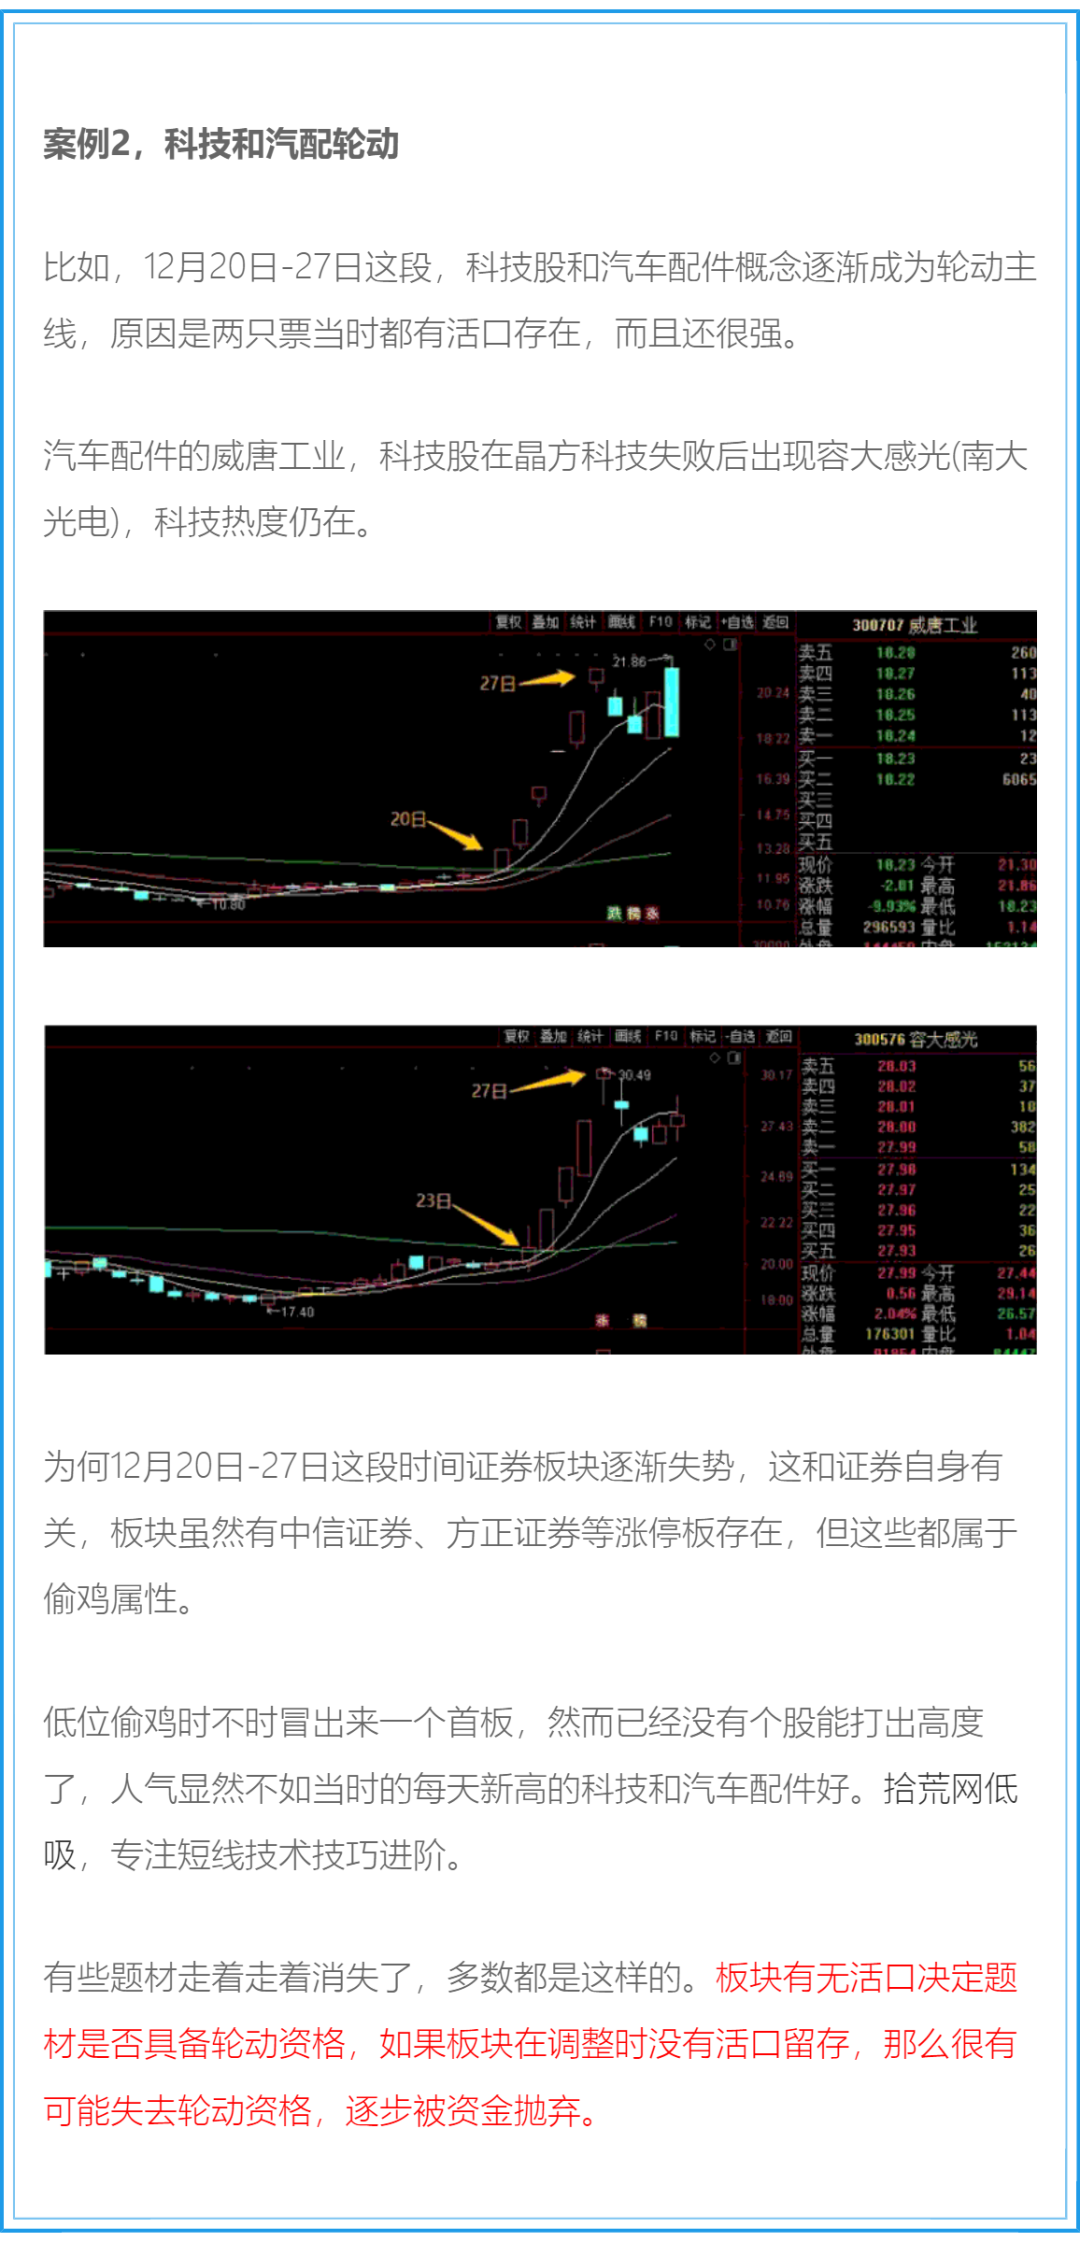 案例2，科技和汽配轮动
比如，12月20日-27日这段，科技股和汽车配件概念逐渐成为轮动主
线，原因是两只票当时都有活口存在，而且还很强。
汽车配件的威唐工业，科技股在晶方科技失败后出现容大感光(南大
光电)，科技热度仍在。
复权 叠加 统计 画线 F10 标记 +自选 返回 300707 威唐工业
27日
21.86
20日
10.80
跌 榜 涨
20.24
18.22
16.39
14.75
13.28
11.95
10.76
卖五 18.28 260
卖四 18.27 113
卖三 18.26 40
卖二 18.25 113
卖一 18.24 12
买一 18.23 23
买二 18.22 6065
买三
买四
买五
现价 18.23 今开 21.30
涨跌 -2.01 最高 21.86
涨幅 -9.93% 最低 18.23
总量 296593 量比 1.14
复权 叠加 统计 画线 F10 标记 -自选 返回 300576 容大感光
27日
30.49
23日
17.40
涨 榜
30.17
27.43
24.69
22.22
20.00
18.00
卖五 28.03 56
卖四 28.02 37
卖三 28.01 18
卖二 28.00 382
卖一 27.99 58
买一 27.98 134
买二 27.97 25
买三 27.96 22
买四 27.95 36
买五 27.93 26
现价 27.99 今开 27.44
涨跌 0.56 最高 29.14
涨幅 2.04% 最低 26.57
总量 176301 量比 1.04
为何12月20日-27日这段时间证券板块逐渐失势，这和证券自身有
关，板块虽然有中信证券、方正证券等涨停板存在，但这些都属于
偷鸡属性。
低位偷鸡时不时冒出来一个首板，然而已经没有个股能打出高度
了，人气显然不如当时的每天新高的科技和汽车配件好。拾荒网低
吸，专注短线技术技巧进阶。
有些题材走着走着消失了，多数都是这样的。板块有无活口决定题
材是否具备轮动资格，如果板块在调整时没有活口留存，那么很有
可能失去轮动资格，逐步被资金抛弃。